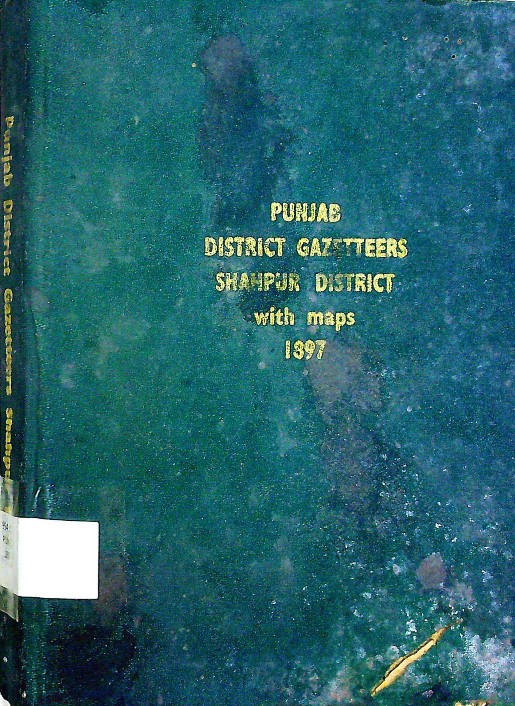 PUNJAB
DISTRICT GAZETTEERS
SHAHPUR DISTRICT
with maps
1897
Punjab District Gazetteers